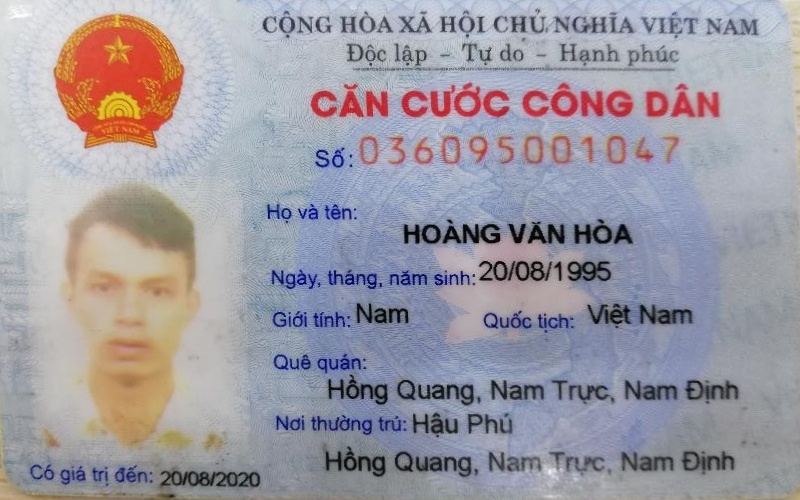 CỘNG HÒA XÃ HỘI CHỦ NGHĨA VIỆT NAM
Độc lập - Tự do - Hạnh phúc
CĂN CƯỚC CÔNG DÂN
Số: 036095001047
Họ và tên:
HOÀNG VĂN HÒA
Ngày, tháng, năm sinh: 20/08/1995
Giới tính: Nam Quốc tịch: Việt Nam
Quê quán:
Hồng Quang, Nam Trực, Nam Định
Nơi thường trú: Hậu Phú
Hồng Quang, Nam Trực, Nam Định
Có giá trị đến: 20/08/2020